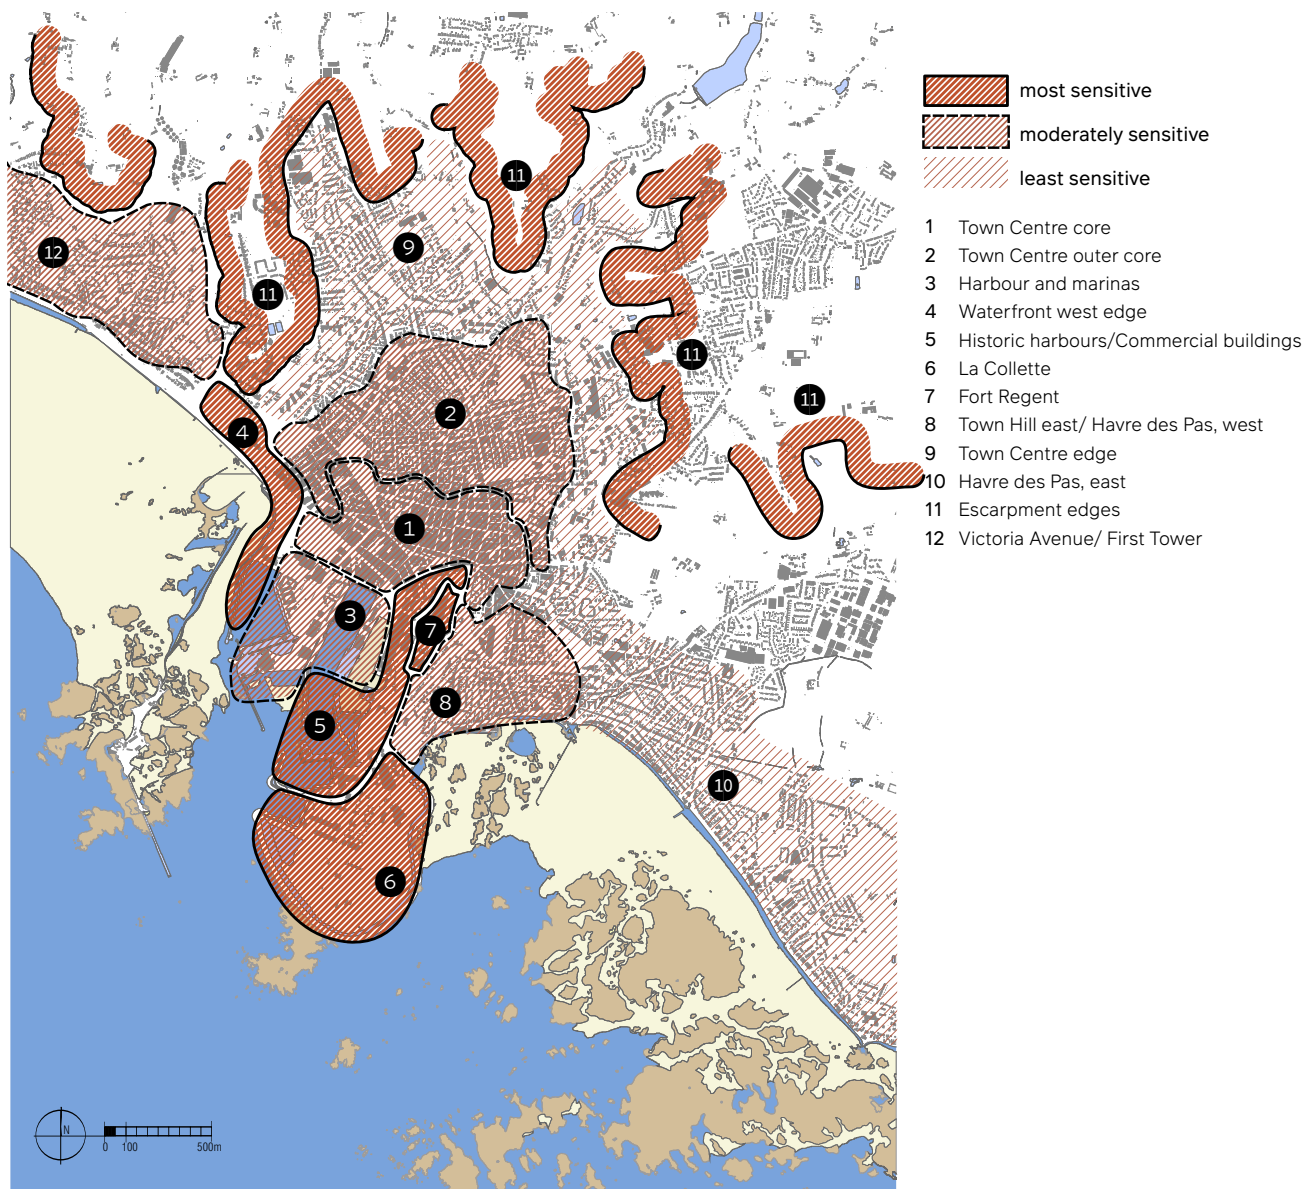 most sensitive
moderately sensitive
least sensitive
1 Town Centre core
2 Town Centre outer core
3 Harbour and marinas
4 Waterfront west edge
5 Historic harbours/Commercial buildings
6 La Collette
7 Fort Regent
8 Town Hill east/ Havre des Pas, west
9 Town Centre edge
10 Havre des Pas, east
11 Escarpment edges
12 Victoria Avenue/ First Tower
11
9
12
11
11
11
2
4
1
3
7
8
5
10
6
N
0 100 500m